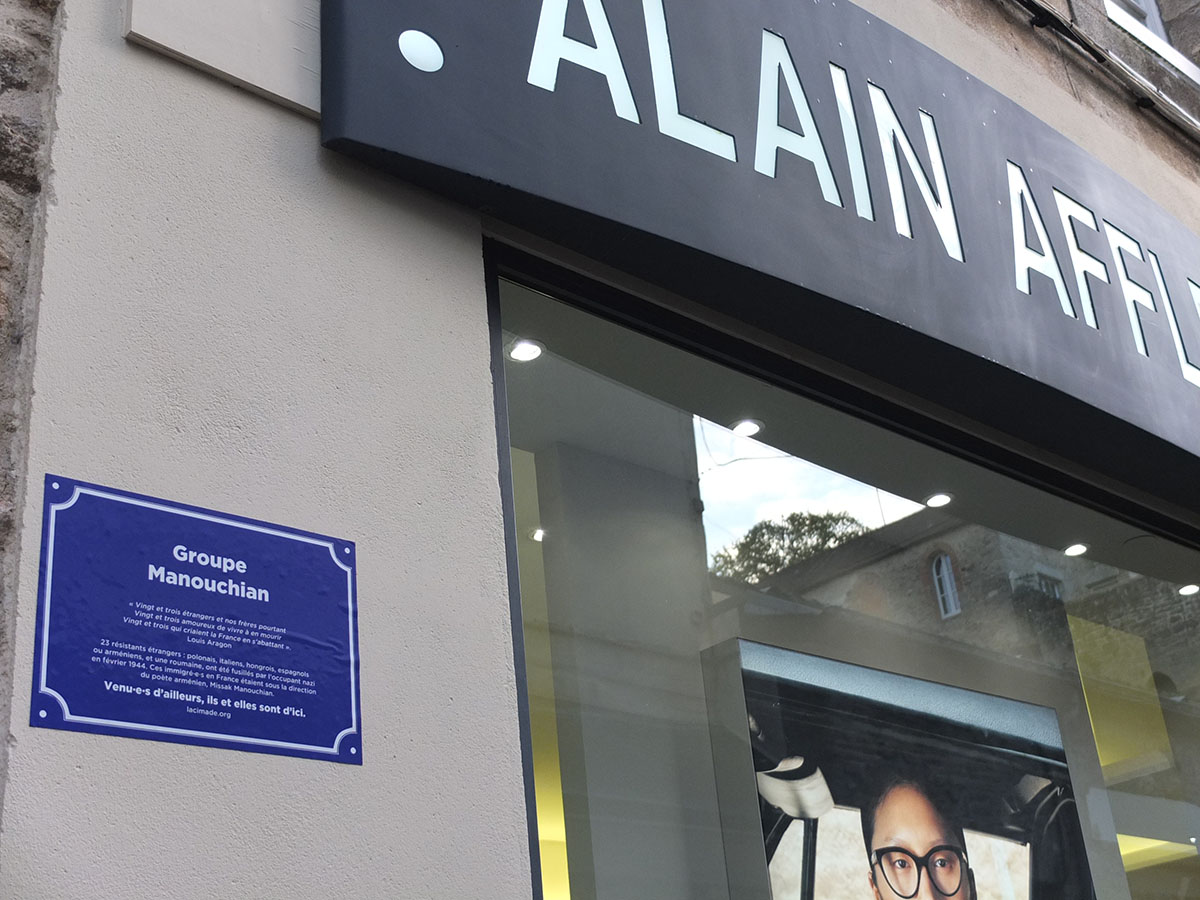 ALAIN AFFL
Groupe
Manouchian
« Vingt et trois étrangers et nos frères pourtant
Vingt et trois amoureux de vivre à en mourir
Vingt et trois qui criaient la France en s'abattant ».
Louis Aragon
23 résistants étrangers : polonais, italiens, hongrois, espagnols
ou arméniens, et une roumaine, ont été fusillés par l'occupant nazi
en février 1944. Ces immigré·e·s en France étaient sous la direction
du poète arménien, Missak Manouchian.
Venu·e·s d'ailleurs, ils et elles sont d'ici.
lacimade.org